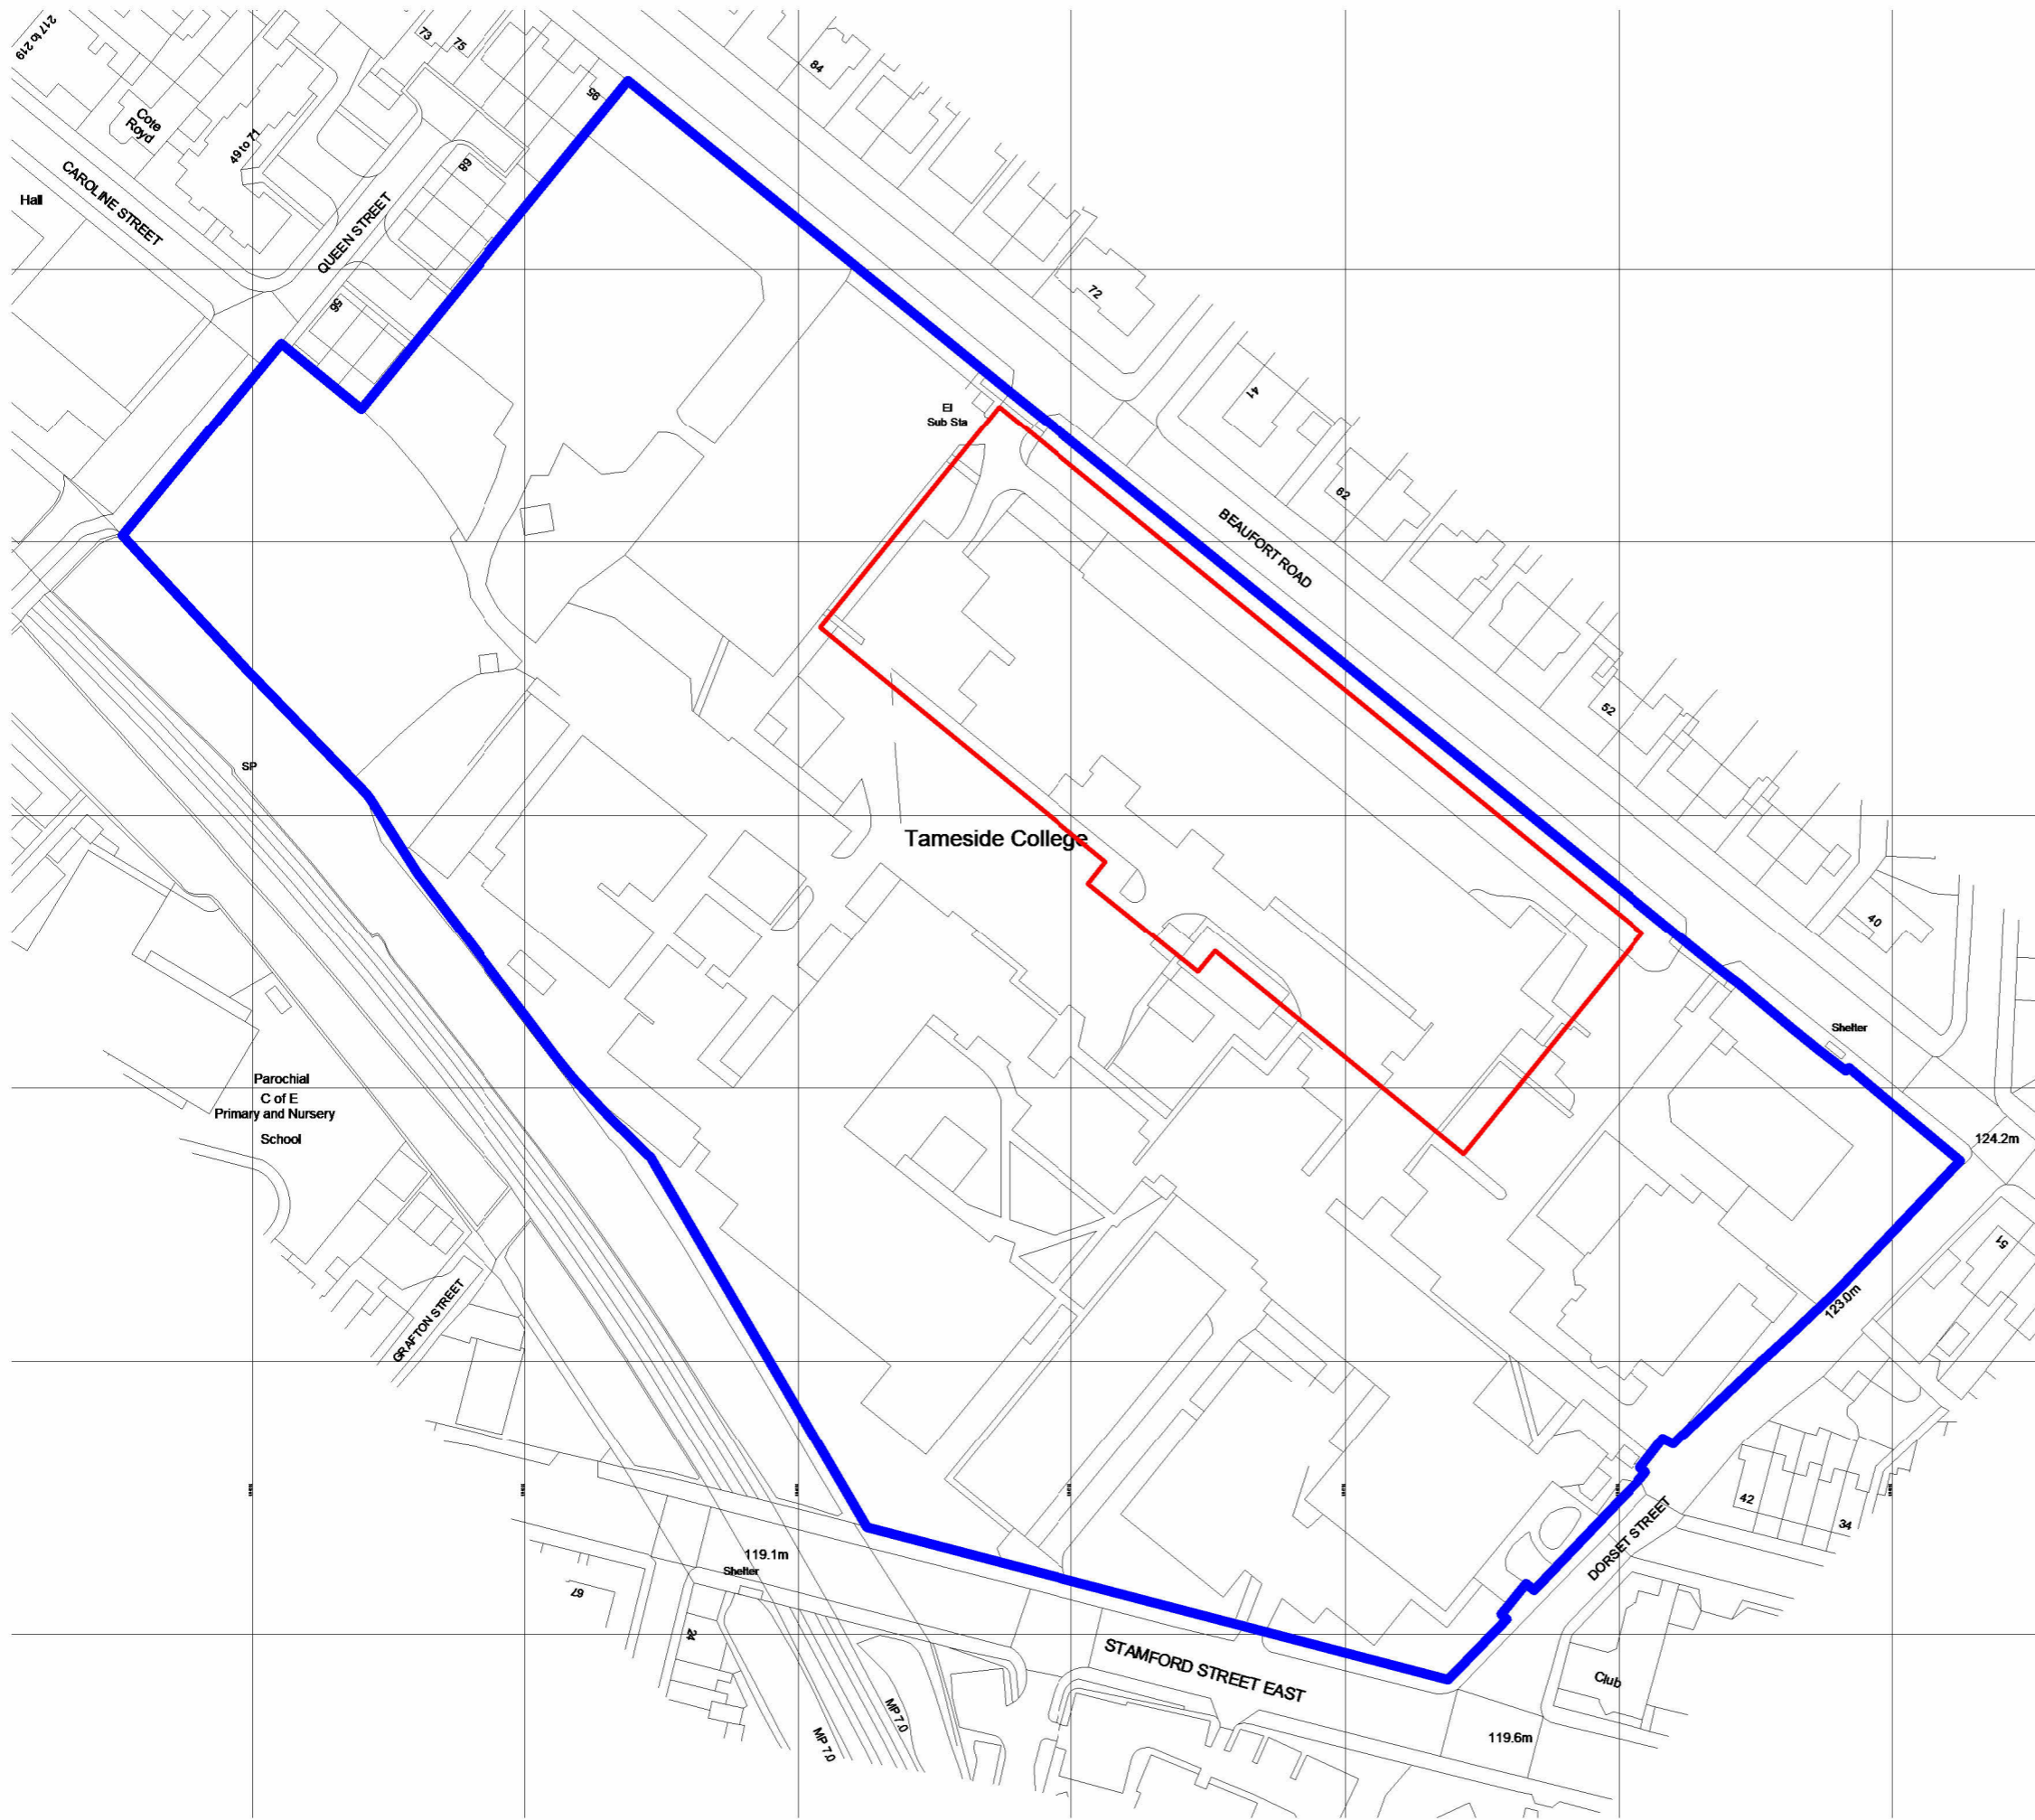 217 to 219
73
75
84
95
Cote
Royd
49 to 71
CAROLINE STREET
Hall
QUEEN STREET
68
56
72
El
Sub Sta
41
62
BEAUFORT ROAD
52
SP
Tameside College
40
Shelter
Parochial
C of E
Primary and Nursery
School
124.2m
51
123.0m
GRAFTON STREET
42
34
DORSET STREET
119.1m
Shelter
67
24
STAMFORD STREET EAST
Club
MP 7.0
MP 7.0
119.6m